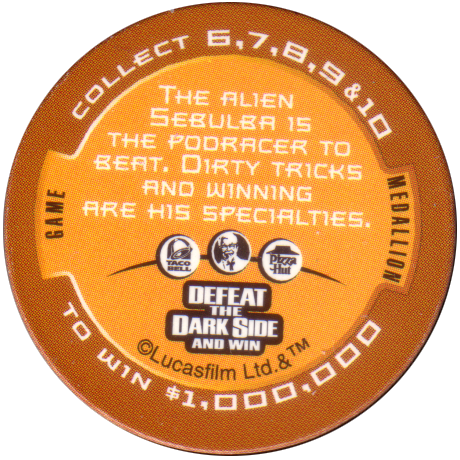 COLLECT 6,7,8,9&10
THE ALIEN
SEBULBA IS
THE PODRACER TO
BEAT. DIRTY TRICKS
AND WINNING
ARE HIS SPECIALTIES.
GAME
MEDALLION
TACO
BELL
Pizza
Hut
DEFEAT
THE
DARK SIDE
AND WIN
©Lucasfilm Ltd.&™
TO WIN $1,000,000